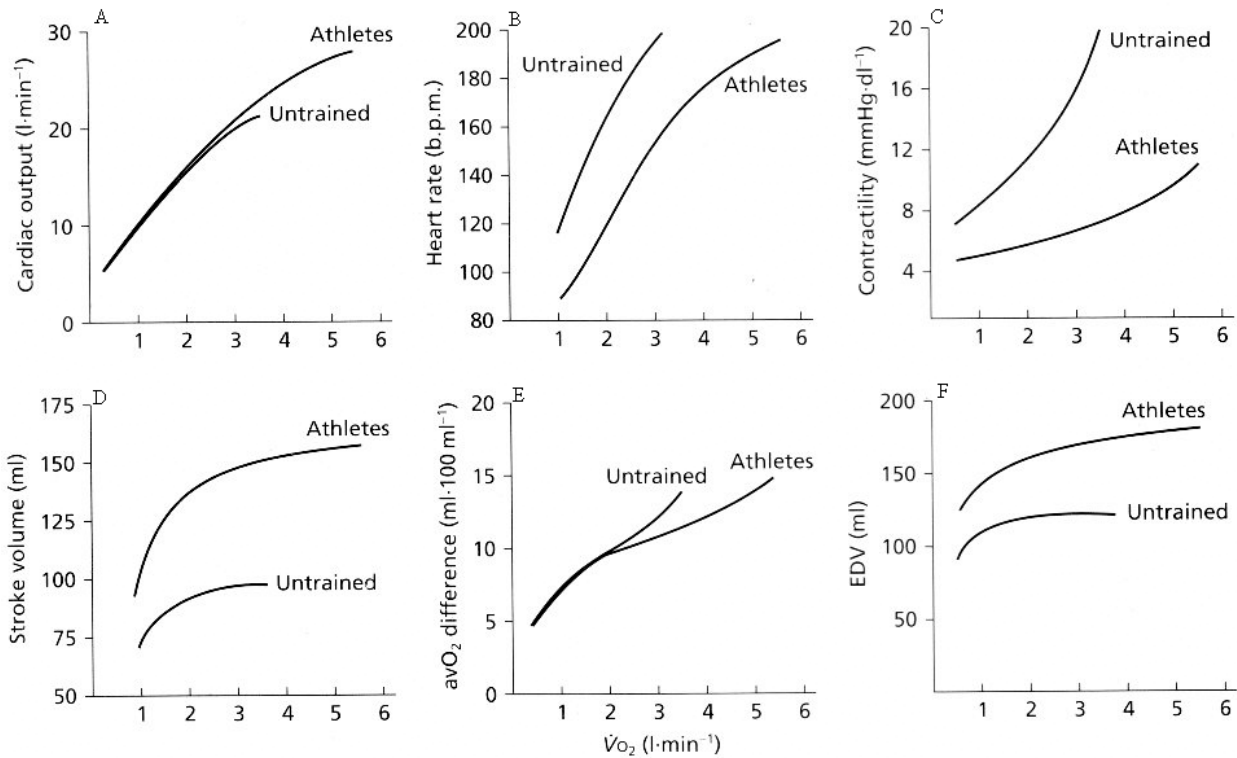 A
Cardiac output (l·min⁻¹)
30
20
10
0
Athletes
Untrained
1 2 3 4 5 6
B
Heart rate (b.p.m.)
200
180
160
140
120
100
80
Untrained
Athletes
1 2 3 4 5 6
C
Contractility (mmHg·dl⁻¹)
20
16
12
8
4
Untrained
Athletes
1 2 3 4 5 6
D
Stroke volume (ml)
175
150
125
100
75
50
Athletes
Untrained
1 2 3 4 5 6
E
avO₂ difference (ml·100 ml⁻¹)
20
15
10
5
0
Untrained
Athletes
1 2 3 4 5 6
V̇O₂ (l·min⁻¹)
F
EDV (ml)
200
150
100
50
Athletes
Untrained
1 2 3 4 5 6